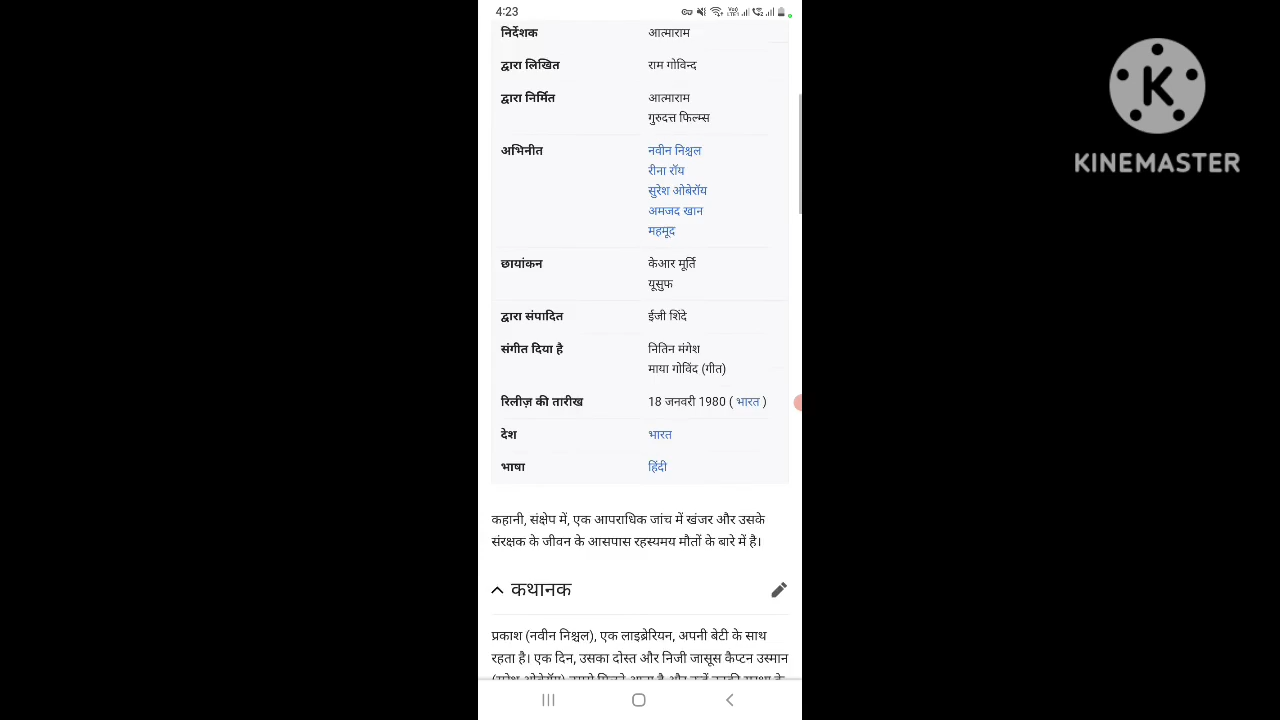 4:23
निर्देशक आत्माराम
द्वारा लिखित राम गोविन्द
द्वारा निर्मित आत्माराम
गुरुदत्त फिल्म्स
अभिनीत नवीन निश्चल
रीना रॉय
सुरेश ओबेरॉय
अमजद खान
महमूद
छायांकन केआर मूर्ति
यूसुफ
द्वारा संपादित ईजी शिंदे
संगीत दिया है नितिन मंगेश
माया गोविंद (गीत)
रिलीज़ की तारीख 18 जनवरी 1980 ( भारत )
देश भारत
भाषा हिंदी
कहानी, संक्षेप में, एक आपराधिक जांच में खंजर और उसके
संरक्षक के जीवन के आसपास रहस्यमय मौतों के बारे में है।
कथानक
प्रकाश (नवीन निश्चल), एक लाइब्रेरियन, अपनी बेटी के साथ
रहता है। एक दिन, उसका दोस्त और निजी जासूस कैप्टन उस्मान
K
KINEMASTER